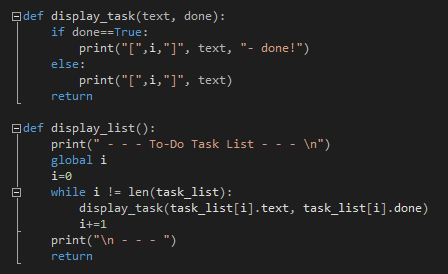 def display_task(text, done):
    if done==True:
        print("[",i,"]", text, "- done!")
    else:
        print("[",i,"]", text)
    return
def display_list():
    print(" - - - To-Do Task List - - - \n")
    global i
    i=0
    while i != len(task_list):
        display_task(task_list[i].text, task_list[i].done)
        i+=1
    print("\n - - - ")
    return